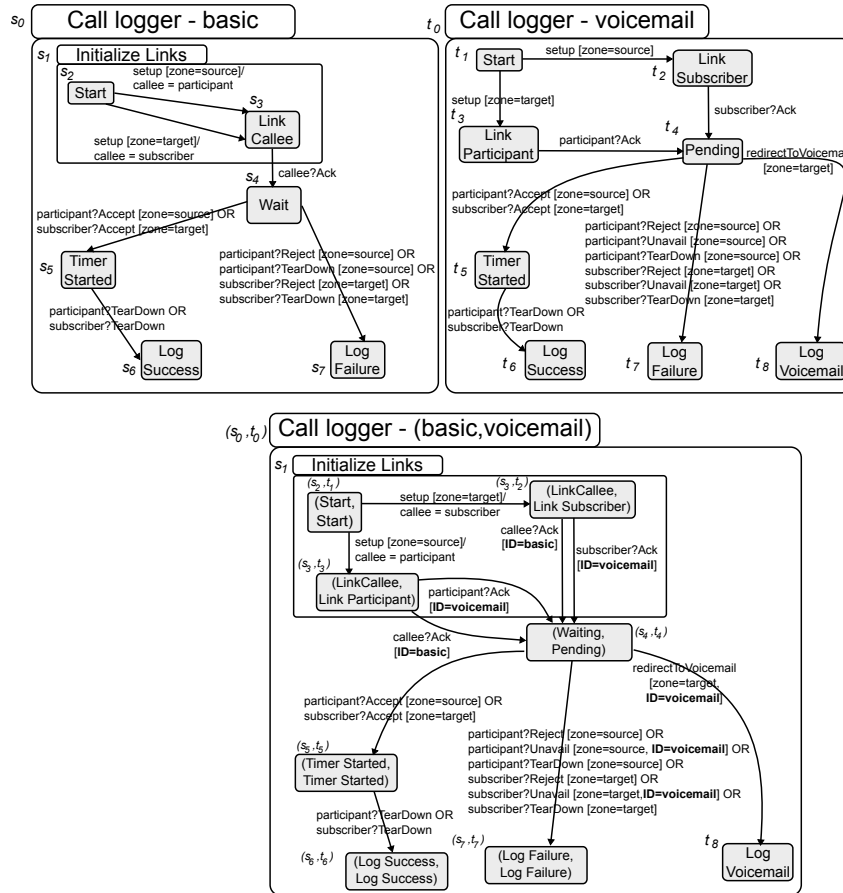 s0 Call logger - basic
s1 Initialize Links
s2
Start
setup [zone=source]/
callee = participant
s3
Link
Callee
setup [zone=target]/
callee = subscriber
callee?Ack
s4
Wait
participant?Accept [zone=source] OR
subscriber?Accept [zone=target]
s5
Timer
Started
participant?Reject [zone=source] OR
participant?TearDown [zone=source] OR
subscriber?Reject [zone=target] OR
subscriber?TearDown [zone=target]
participant?TearDown OR
subscriber?TearDown
s6
Log
Success
s7
Log
Failure
t0 Call logger - voicemail
t1
Start
setup [zone=source]
t2
Link
Subscriber
setup [zone=target]
t3
Link
Participant
subscriber?Ack
participant?Ack
t4
Pending
redirectToVoicemai
[zone=target]
participant?Accept [zone=source] OR
subscriber?Accept [zone=target]
t5
Timer
Started
participant?Reject [zone=source] OR
participant?Unavail [zone=source] OR
participant?TearDown [zone=source] OR
subscriber?Reject [zone=target] OR
subscriber?Unavail [zone=target] OR
subscriber?TearDown [zone=target]
participant?TearDown OR
subscriber?TearDown
t6
Log
Success
t7
Log
Failure
t8
Log
Voicemail
(s0,t0) Call logger - (basic,voicemail)
s1 Initialize Links
(s2,t1)
(Start,
Start)
setup [zone=target]/
callee = subscriber
(s3,t2)
(LinkCallee,
Link Subscriber)
setup [zone=source]/
callee = participant
callee?Ack
[ID=basic]
subscriber?Ack
[ID=voicemail]
(s3,t3)
(LinkCallee,
Link Participant)
participant?Ack
[ID=voicemail]
callee?Ack
[ID=basic]
(Waiting,
Pending)
(s4,t4)
redirectToVoicemail
[zone=target,
ID=voicemail]
participant?Accept [zone=source] OR
subscriber?Accept [zone=target]
(s5,t5)
(Timer Started,
Timer Started)
participant?Reject [zone=source] OR
participant?Unavail [zone=source, ID=voicemail] OR
participant?TearDown [zone=source] OR
subscriber?Reject [zone=target] OR
subscriber?Unavail [zone=target,ID=voicemail] OR
subscriber?TearDown [zone=target]
participant?TearDown OR
subscriber?TearDown
(s6,t6)
(Log Success,
Log Success)
(s7,t7)
(Log Failure,
Log Failure)
t8
Log
Voicemail